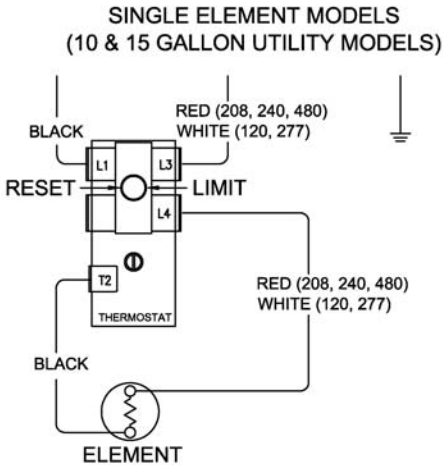 SINGLE ELEMENT MODELS
(10 & 15 GALLON UTILITY MODELS)
RED (208, 240, 480)
WHITE (120, 277)
BLACK
L1
L3
RESET
LIMIT
L4
T2
RED (208, 240, 480)
WHITE (120, 277)
THERMOSTAT
BLACK
ELEMENT